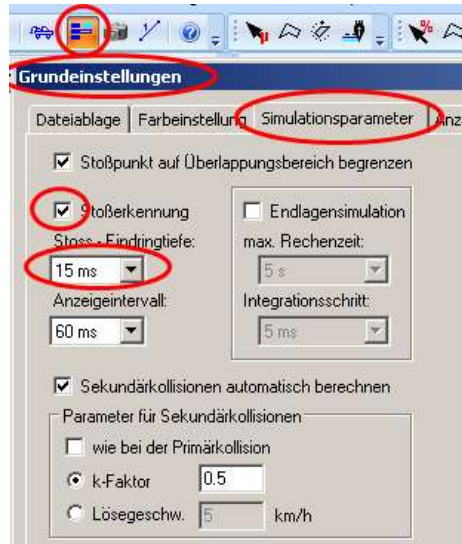 Grundeinstellungen
Dateiablage Farbeinstellung Simulationsparameter Anz
Stoßpunkt auf Überlappungsbereich begrenzen
Stoßerkennung Endlagensimulation
Stoss - Eindringtiefe: max. Rechenzeit:
15 ms 5 s
Anzeigeintervall: Integrationsschritt:
60 ms 5 ms
Sekundärkollisionen automatisch berechnen
Parameter für Sekundärkollisionen
wie bei der Primärkollision
k-Faktor 0.5
Lösegeschw. 5 km/h